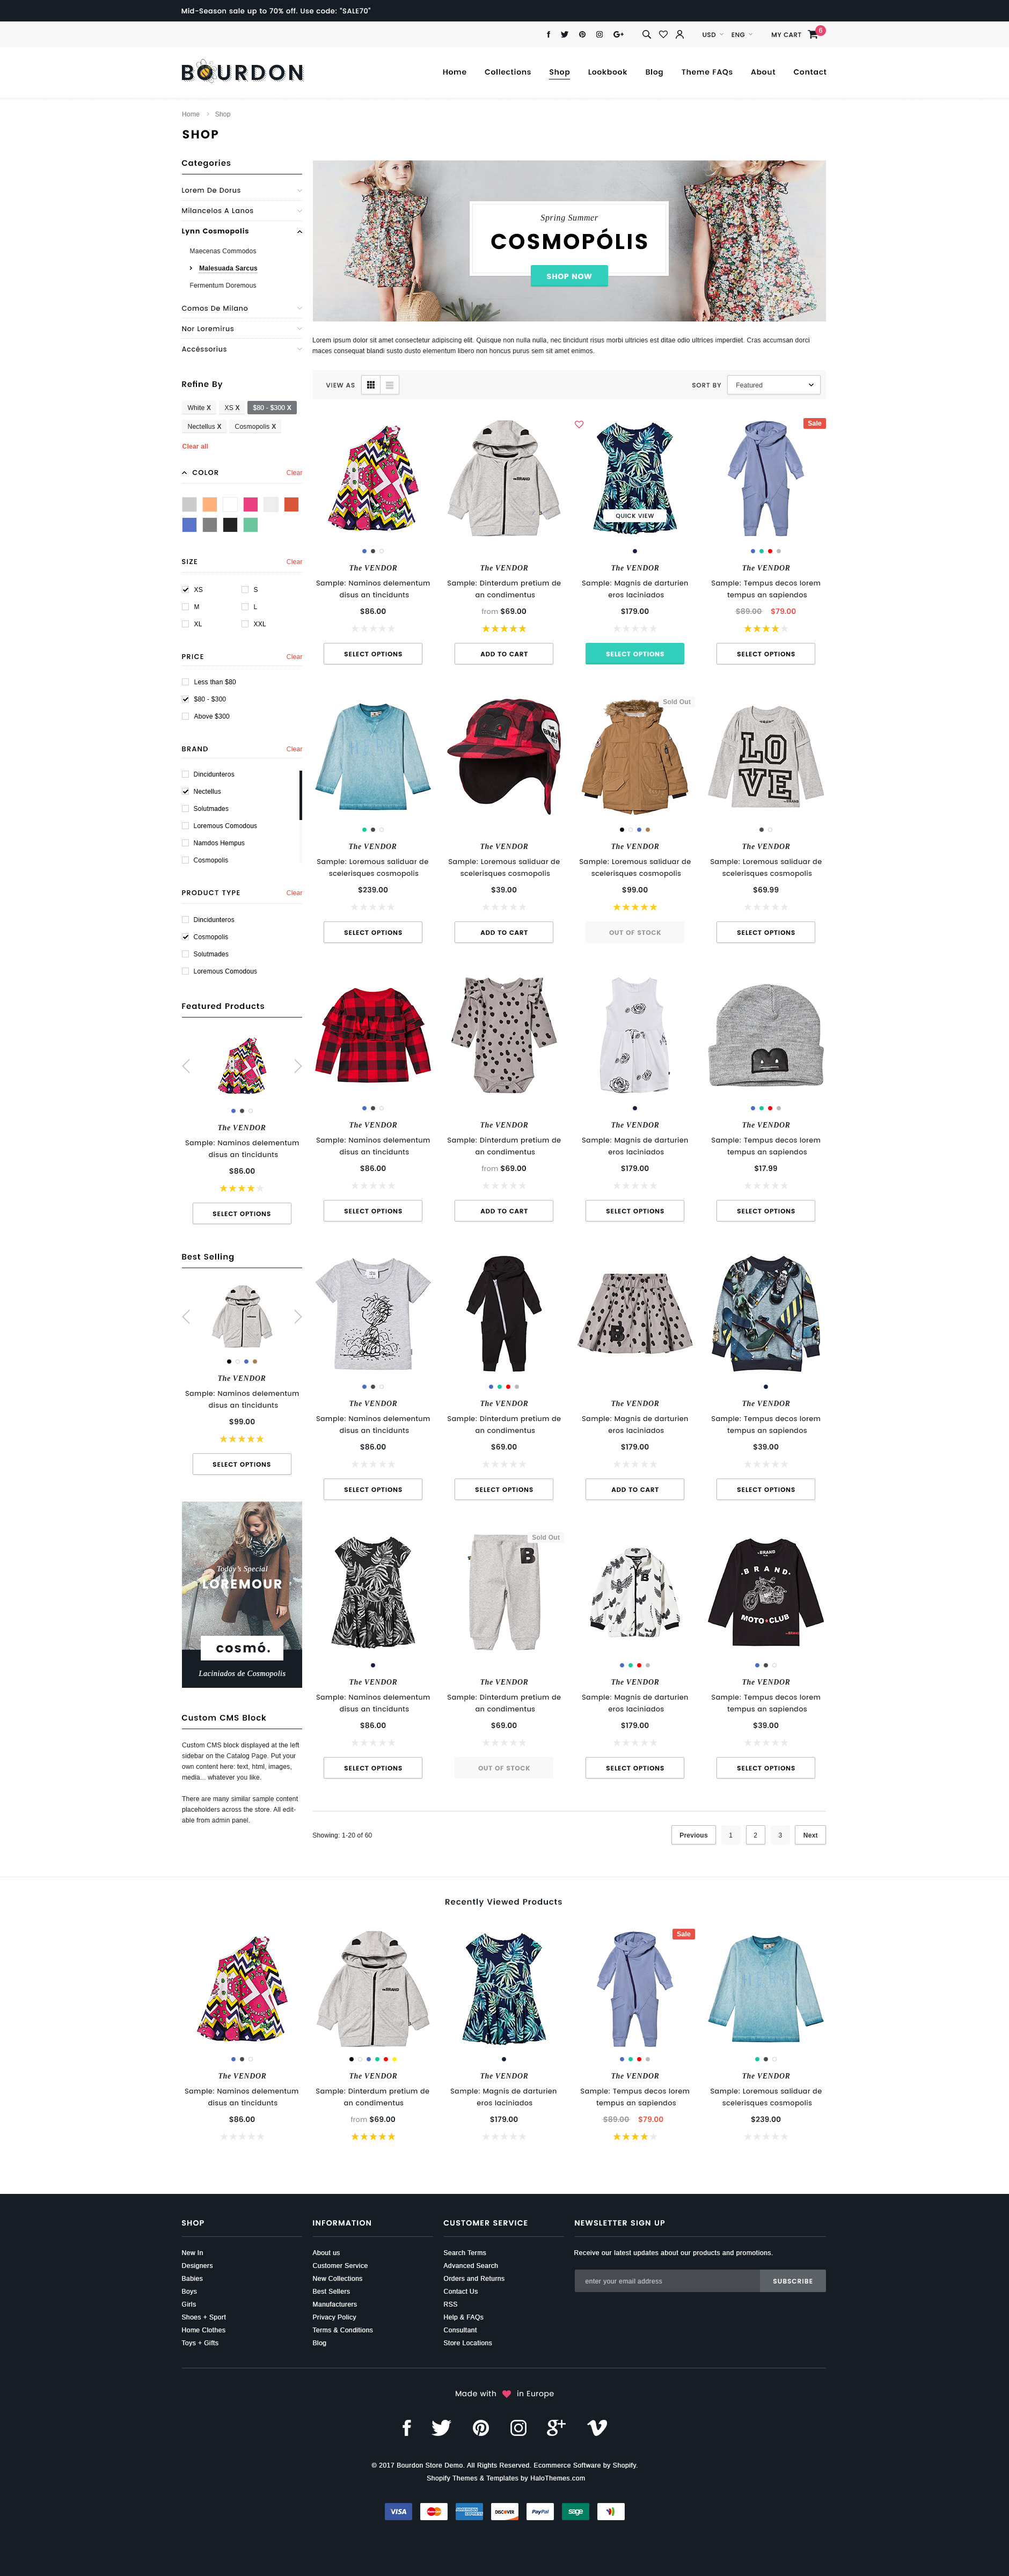 Mid-Season sale up to 70% off. Use code: "SALE70"
USD ENG MY CART 6
BOURDON
Home Collections Shop Lookbook Blog Theme FAQs About Contact
Home > Shop
SHOP
Categories
Lorem De Dorus
Milancelos A Lanos
Lynn Cosmopolis
Maecenas Commodos
Malesuada Sarcus
Fermentum Doremous
Comos De Milano
Nor Loremirus
Accéssorius
Refine By
White X XS X $80 - $300 X
Nectellus X Cosmopolis X
Clear all
COLOR Clear
SIZE Clear
XS S
M L
XL XXL
PRICE Clear
Less than $80
$80 - $300
Above $300
BRAND Clear
Dincidunteros
Nectellus
Solutmades
Loremous Comodous
Namdos Hempus
Cosmopolis
PRODUCT TYPE Clear
Dincidunteros
Cosmopolis
Solutmades
Loremous Comodous
Featured Products
The VENDOR
Sample: Naminos delementum
disus an tincidunts
$86.00
SELECT OPTIONS
Best Selling
The VENDOR
Sample: Naminos delementum
disus an tincidunts
$99.00
SELECT OPTIONS
Today's Special
LOREMOUR
cosmó.
Laciniados de Cosmopolis
Custom CMS Block
Custom CMS block displayed at the left
sidebar on the Catalog Page. Put your
own content here: text, html, images,
media... whatever you like.
There are many similar sample content
placeholders across the store. All edit-
able from admin panel.
Spring Summer
COSMOPÓLIS
SHOP NOW
Lorem ipsum dolor sit amet consectetur adipiscing elit. Quisque non nulla nulla, nec tincidunt risus morbi ultricies est ditae odio ultrices imperdiet. Cras accumsan dorci
maces consequat blandi susto dusto elementum libero non honcus purus sem sit amet enimos.
VIEW AS SORT BY Featured
Sale
QUICK VIEW
The VENDOR The VENDOR The VENDOR The VENDOR
Sample: Naminos delementum Sample: Dinterdum pretium de Sample: Magnis de darturien Sample: Tempus decos lorem
disus an tincidunts an condimentus eros laciniados tempus an sapiendos
$86.00 from $69.00 $179.00 $89.00 $79.00
SELECT OPTIONS ADD TO CART SELECT OPTIONS SELECT OPTIONS
Sold Out
LOVE
The VENDOR The VENDOR The VENDOR The VENDOR
Sample: Loremous saliduar de Sample: Loremous saliduar de Sample: Loremous saliduar de Sample: Loremous saliduar de
scelerisques cosmopolis scelerisques cosmopolis scelerisques cosmopolis scelerisques cosmopolis
$239.00 $39.00 $99.00 $69.99
SELECT OPTIONS ADD TO CART OUT OF STOCK SELECT OPTIONS
The VENDOR The VENDOR The VENDOR The VENDOR
Sample: Naminos delementum Sample: Dinterdum pretium de Sample: Magnis de darturien Sample: Tempus decos lorem
disus an tincidunts an condimentus eros laciniados tempus an sapiendos
$86.00 from $69.00 $179.00 $17.99
SELECT OPTIONS ADD TO CART SELECT OPTIONS SELECT OPTIONS
B
The VENDOR The VENDOR The VENDOR The VENDOR
Sample: Naminos delementum Sample: Dinterdum pretium de Sample: Magnis de darturien Sample: Tempus decos lorem
disus an tincidunts an condimentus eros laciniados tempus an sapiendos
$86.00 $69.00 $179.00 $39.00
SELECT OPTIONS SELECT OPTIONS ADD TO CART SELECT OPTIONS
Sold Out
B B BRAND
MOTO CLUB
The VENDOR The VENDOR The VENDOR The VENDOR
Sample: Naminos delementum Sample: Dinterdum pretium de Sample: Magnis de darturien Sample: Tempus decos lorem
disus an tincidunts an condimentus eros laciniados tempus an sapiendos
$86.00 $69.00 $179.00 $39.00
SELECT OPTIONS OUT OF STOCK SELECT OPTIONS SELECT OPTIONS
Showing: 1-20 of 60 Previous 1 2 3 Next
Recently Viewed Products
Sale
The VENDOR The VENDOR The VENDOR The VENDOR The VENDOR
Sample: Naminos delementum Sample: Dinterdum pretium de Sample: Magnis de darturien Sample: Tempus decos lorem Sample: Loremous saliduar de
disus an tincidunts an condimentus eros laciniados tempus an sapiendos scelerisques cosmopolis
$86.00 from $69.00 $179.00 $89.00 $79.00 $239.00
SHOP
New In
Designers
Babies
Boys
Girls
Shoes + Sport
Home Clothes
Toys + Gifts
INFORMATION
About us
Customer Service
New Collections
Best Sellers
Manufacturers
Privacy Policy
Terms & Conditions
Blog
CUSTOMER SERVICE
Search Terms
Advanced Search
Orders and Returns
Contact Us
RSS
Help & FAQs
Consultant
Store Locations
NEWSLETTER SIGN UP
Receive our latest updates about our products and promotions.
enter your email address SUBSCRIBE
Made with in Europe
© 2017 Bourdon Store Demo. All Rights Reserved. Ecommerce Software by Shopify.
Shopify Themes & Templates by HaloThemes.com
VISA MasterCard AMERICAN EXPRESS DISCOVER PayPal sage